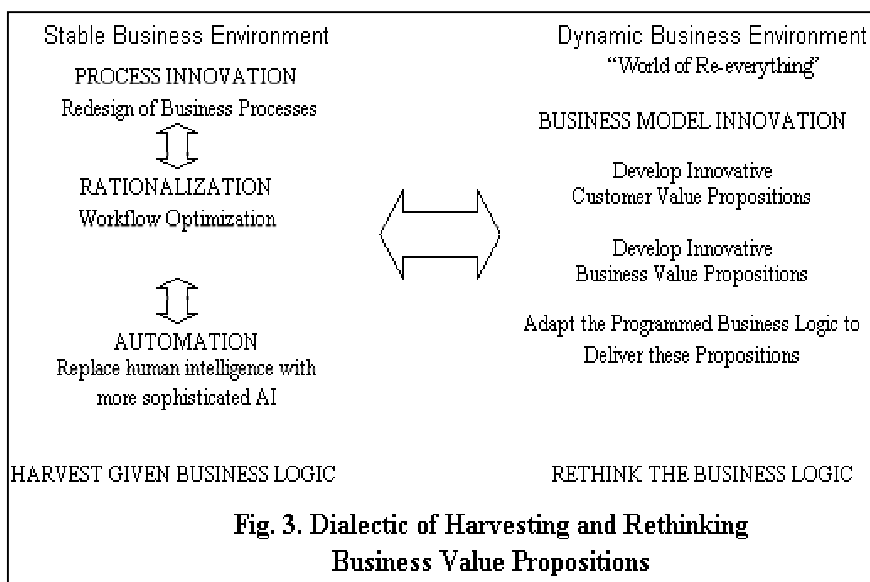 Stable Business Environment
PROCESS INNOVATION
Redesign of Business Processes
RATIONALIZATION
Workflow Optimization
AUTOMATION
Replace human intelligence with
more sophisticated AI
HARVEST GIVEN BUSINESS LOGIC
Dynamic Business Environment
“World of Re-everything”
BUSINESS MODEL INNOVATION
Develop Innovative
Customer Value Propositions
Develop Innovative
Business Value Propositions
Adapt the Programmed Business Logic to
Deliver these Propositions
RETHINK THE BUSINESS LOGIC
Fig. 3. Dialectic of Harvesting and Rethinking
Business Value Propositions